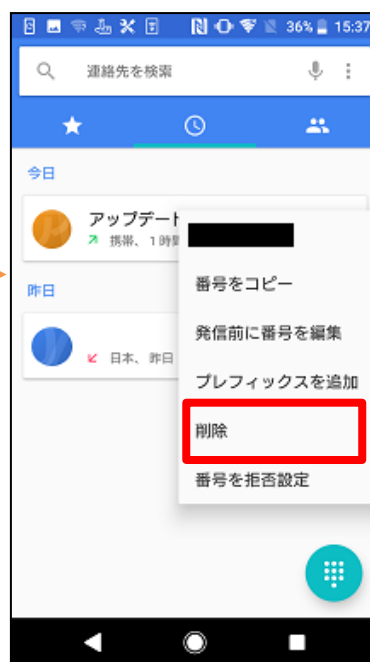 36% 15:37
連絡先を検索
今日
アップデート
携帯、1時間
昨日
日本、昨日
番号をコピー
発信前に番号を編集
プレフィックスを追加
削除
番号を拒否設定